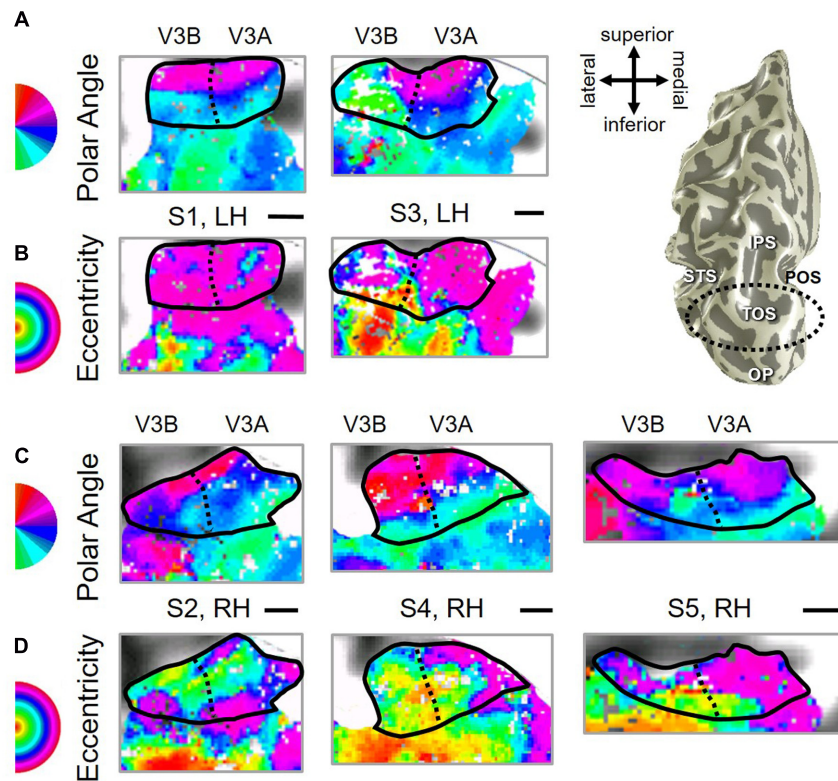 A
V3B V3A
V3B V3A
Polar Angle
superior
lateral
medial
inferior
S1, LH
S3, LH
B
Eccentricity
IPS
STS
POS
TOS
OP
V3B V3A
V3B V3A
V3B V3A
C
Polar Angle
S2, RH
S4, RH
S5, RH
D
Eccentricity